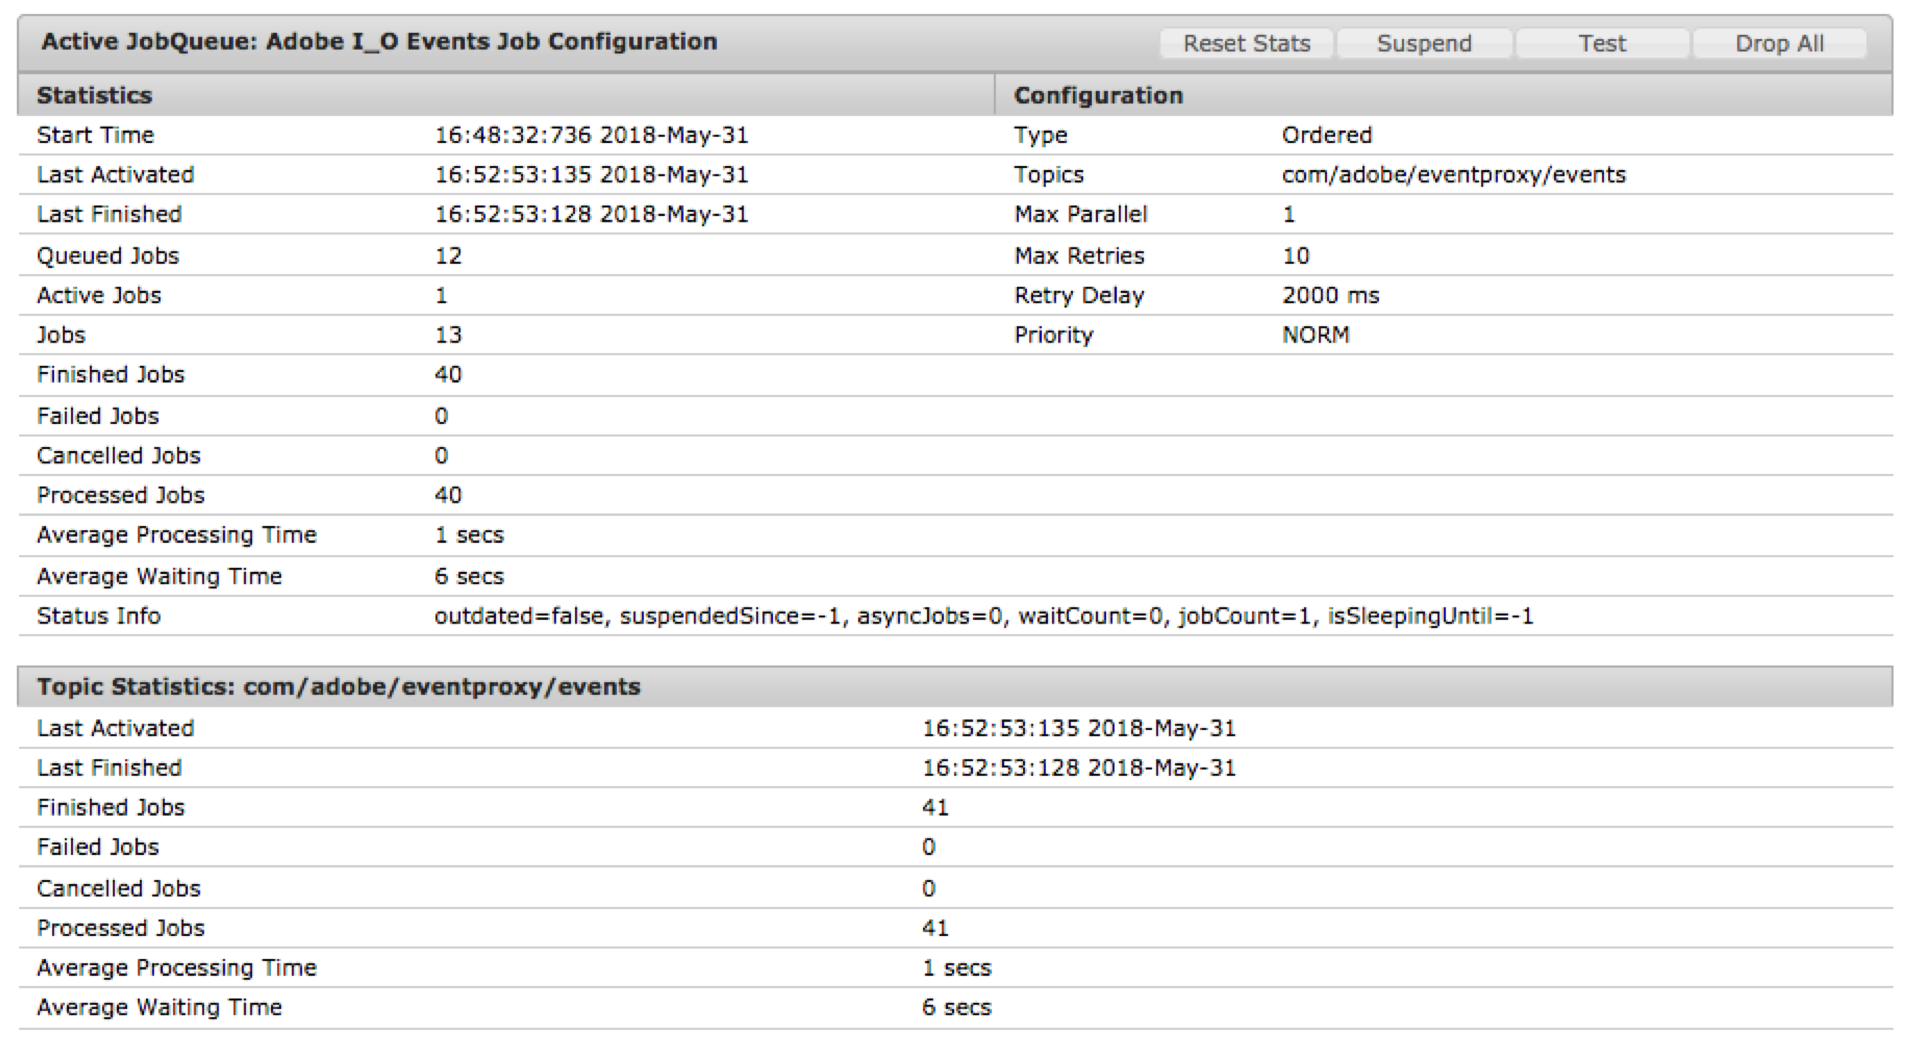 Active JobQueue: Adobe I_O Events Job Configuration Reset Stats Suspend Test Drop All
Statistics Configuration
Start Time 16:48:32:736 2018-May-31 Type Ordered
Last Activated 16:52:53:135 2018-May-31 Topics com/adobe/eventproxy/events
Last Finished 16:52:53:128 2018-May-31 Max Parallel 1
Queued Jobs 12 Max Retries 10
Active Jobs 1 Retry Delay 2000 ms
Jobs 13 Priority NORM
Finished Jobs 40
Failed Jobs 0
Cancelled Jobs 0
Processed Jobs 40
Average Processing Time 1 secs
Average Waiting Time 6 secs
Status Info outdated=false, suspendedSince=-1, asyncJobs=0, waitCount=0, jobCount=1, isSleepingUntil=-1
Topic Statistics: com/adobe/eventproxy/events
Last Activated 16:52:53:135 2018-May-31
Last Finished 16:52:53:128 2018-May-31
Finished Jobs 41
Failed Jobs 0
Cancelled Jobs 0
Processed Jobs 41
Average Processing Time 1 secs
Average Waiting Time 6 secs